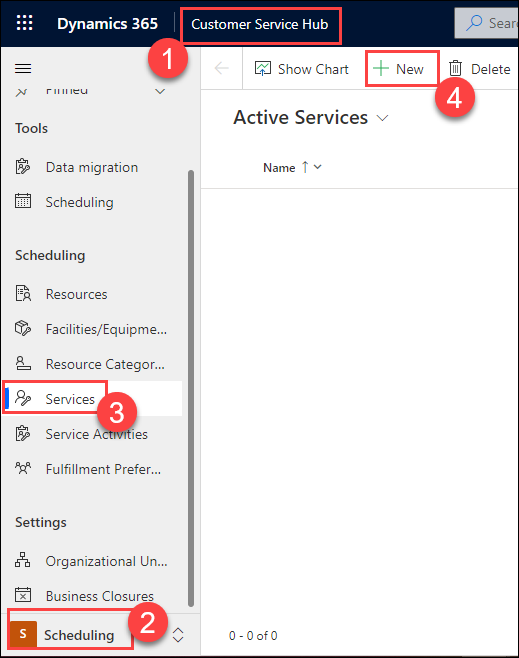 Dynamics 365 Customer Service Hub Sear
1
Show Chart New Delete
4
Pinned
Active Services
Tools
Name
Data migration
Scheduling
Scheduling
Resources
Facilities/Equipme...
Resource Categor...
Services
3
Service Activities
Fulfillment Prefer...
Settings
Organizational Un...
Business Closures
2
S Scheduling
0 - 0 of 0